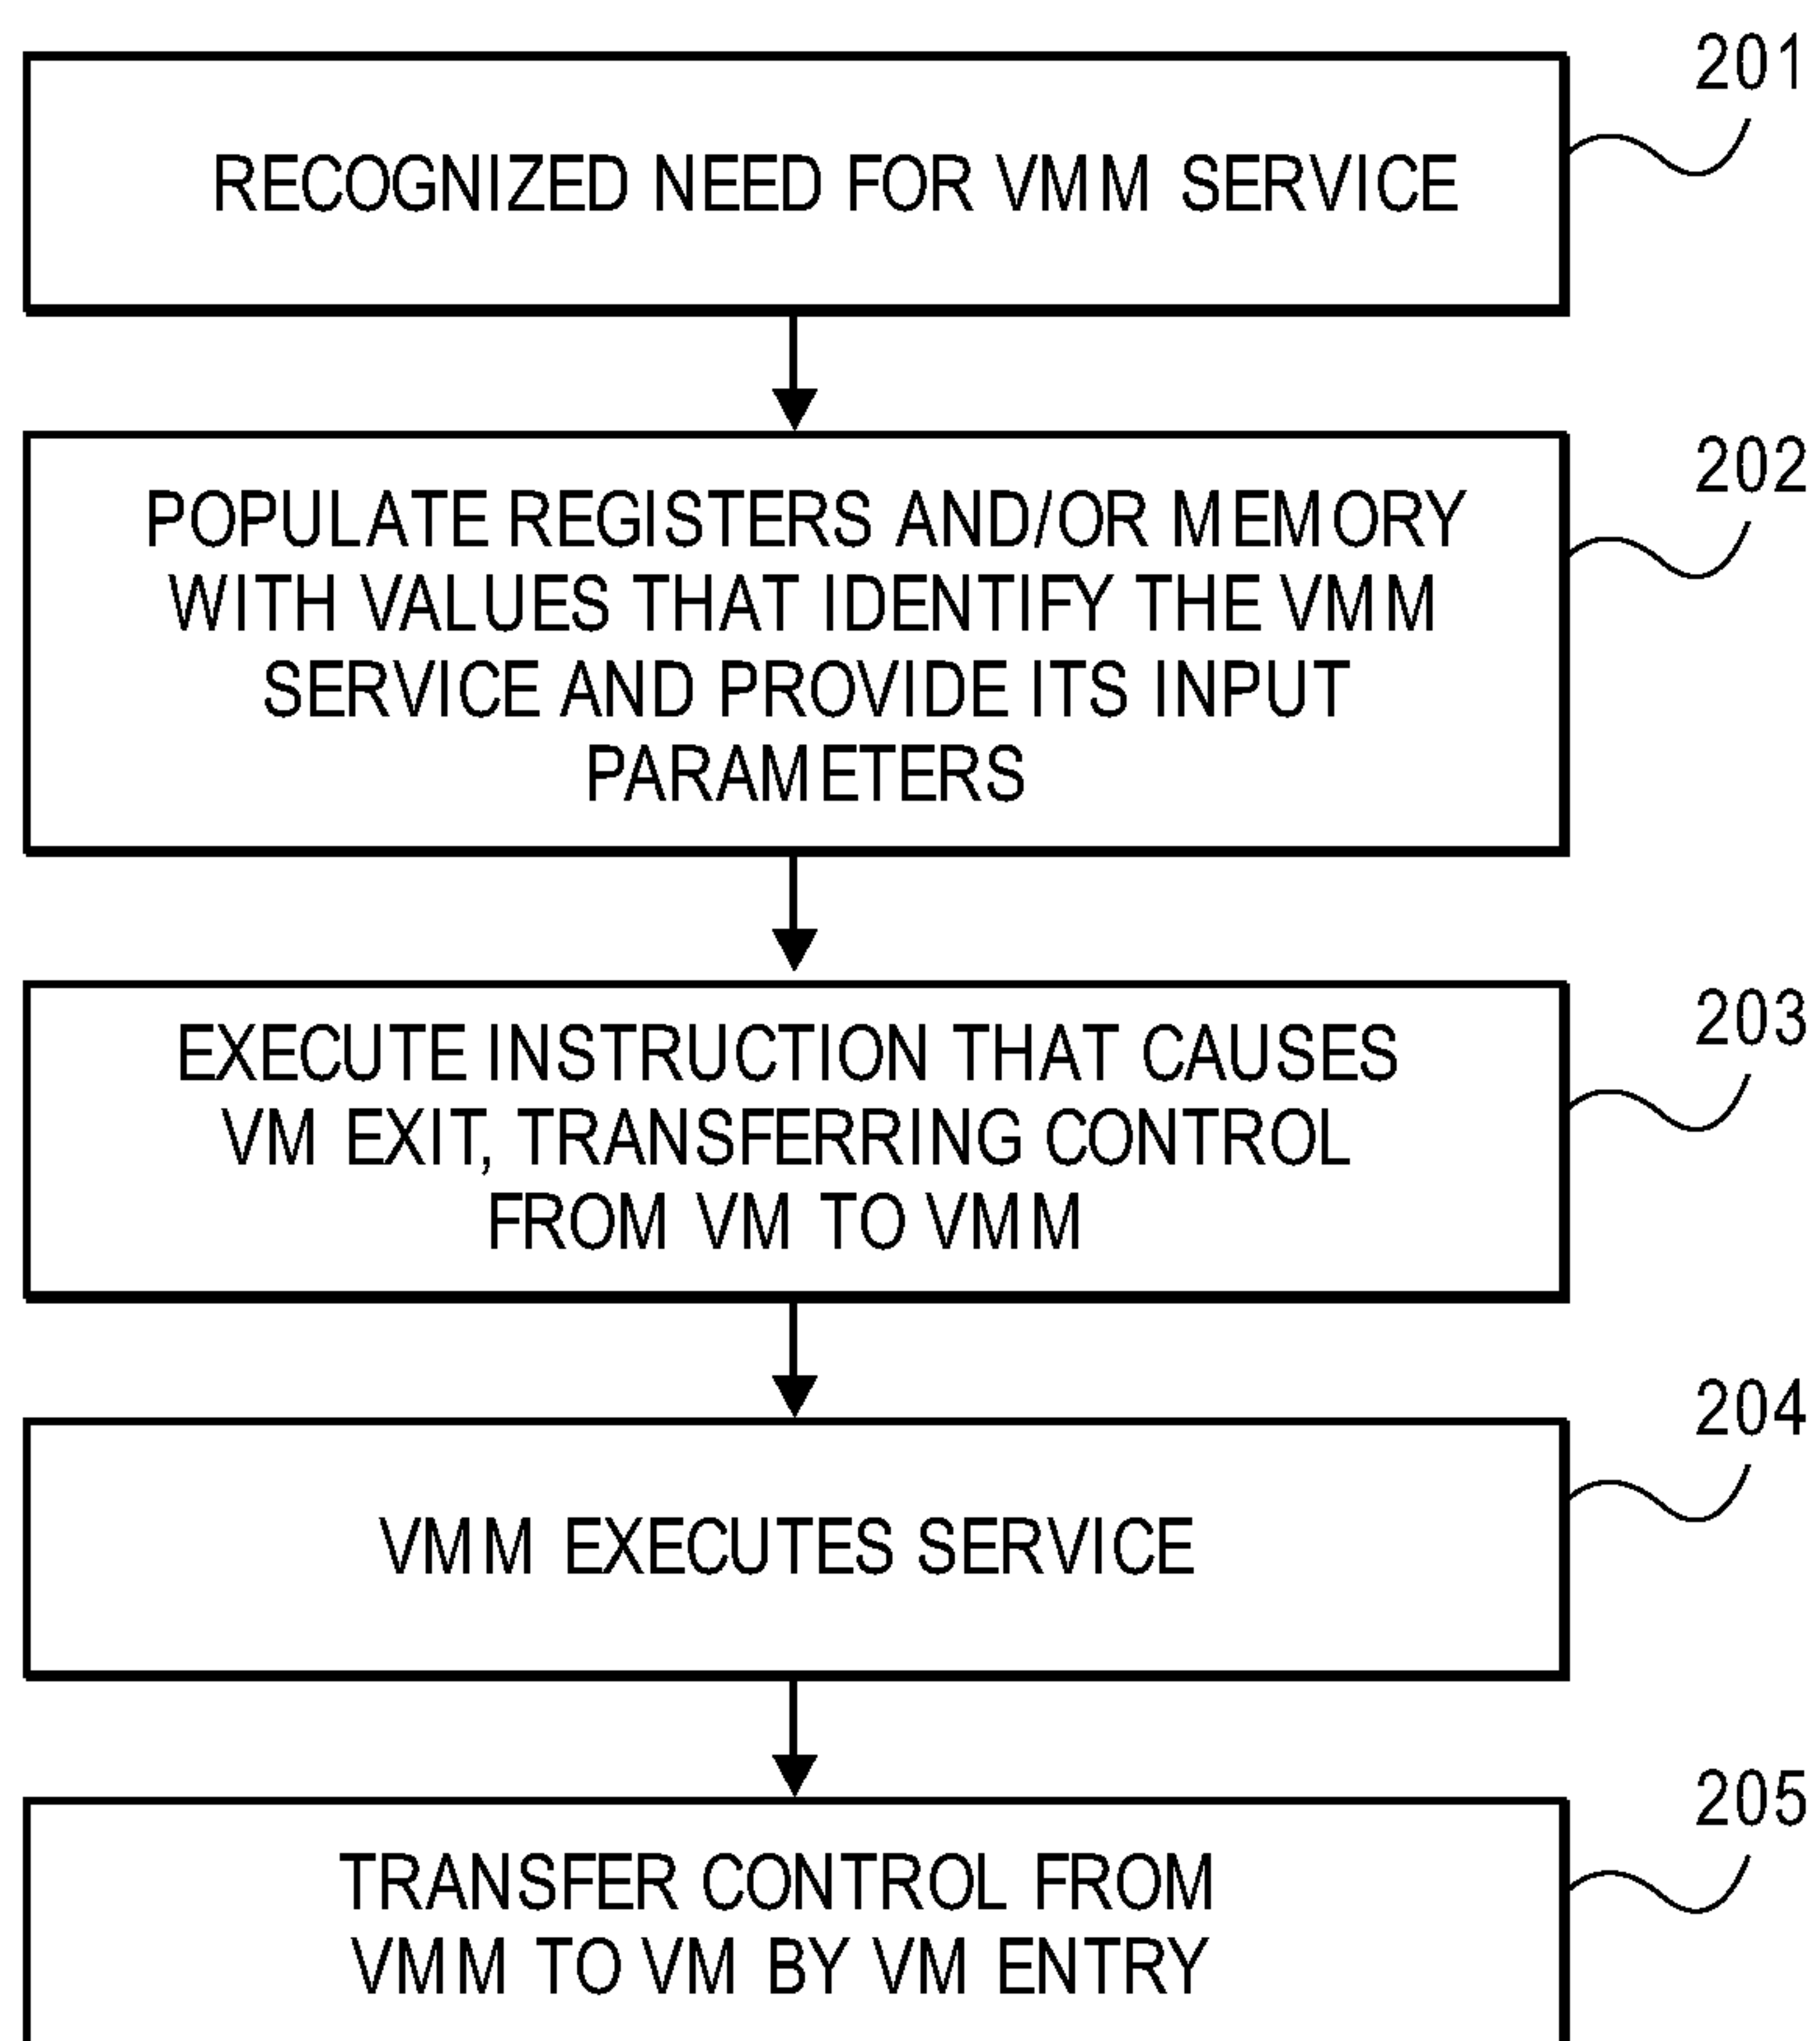 201
RECOGNIZED NEED FOR VMM SERVICE
202
POPULATE REGISTERS AND/OR MEMORY
WITH VALUES THAT IDENTIFY THE VMM
SERVICE AND PROVIDE ITS INPUT
PARAMETERS
203
EXECUTE INSTRUCTION THAT CAUSES
VM EXIT, TRANSFERRING CONTROL
FROM VM TO VMM
204
VMM EXECUTES SERVICE
205
TRANSFER CONTROL FROM
VMM TO VM BY VM ENTRY